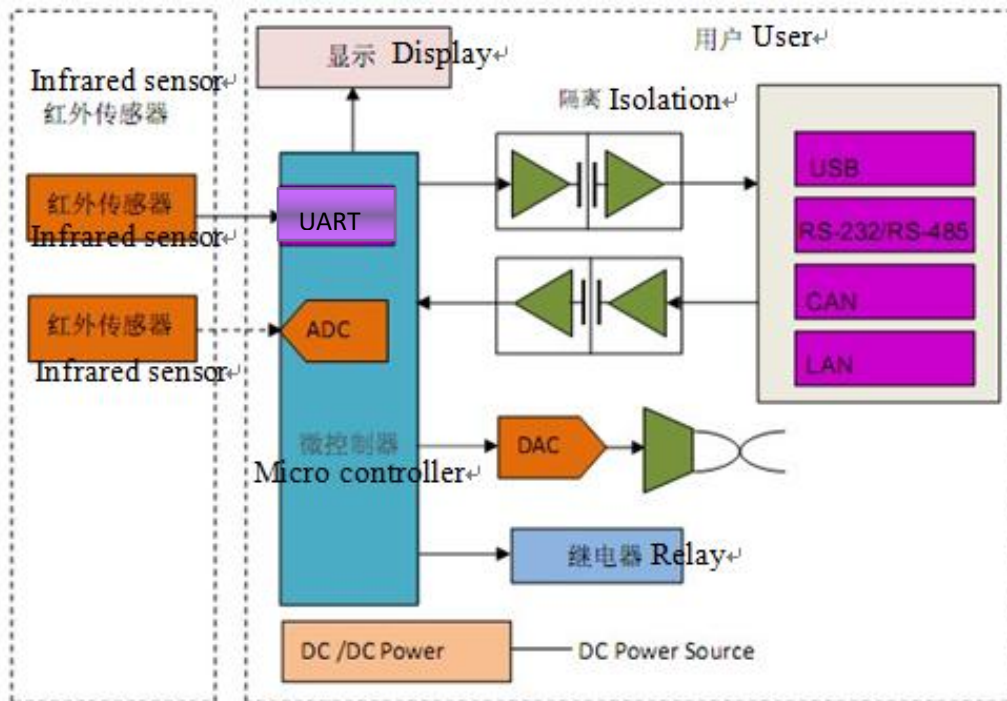 显示 Display↵
用户 User↵
Infrared sensor↵
红外传感器
隔离 Isolation↵
USB
RS-232/RS-485
CAN
LAN
红外传感器
Infrared sensor↵
UART
红外传感器
Infrared sensor↵
ADC
微控制器
Micro controller↵
DAC
继电器 Relay↵
DC /DC Power
DC Power Source